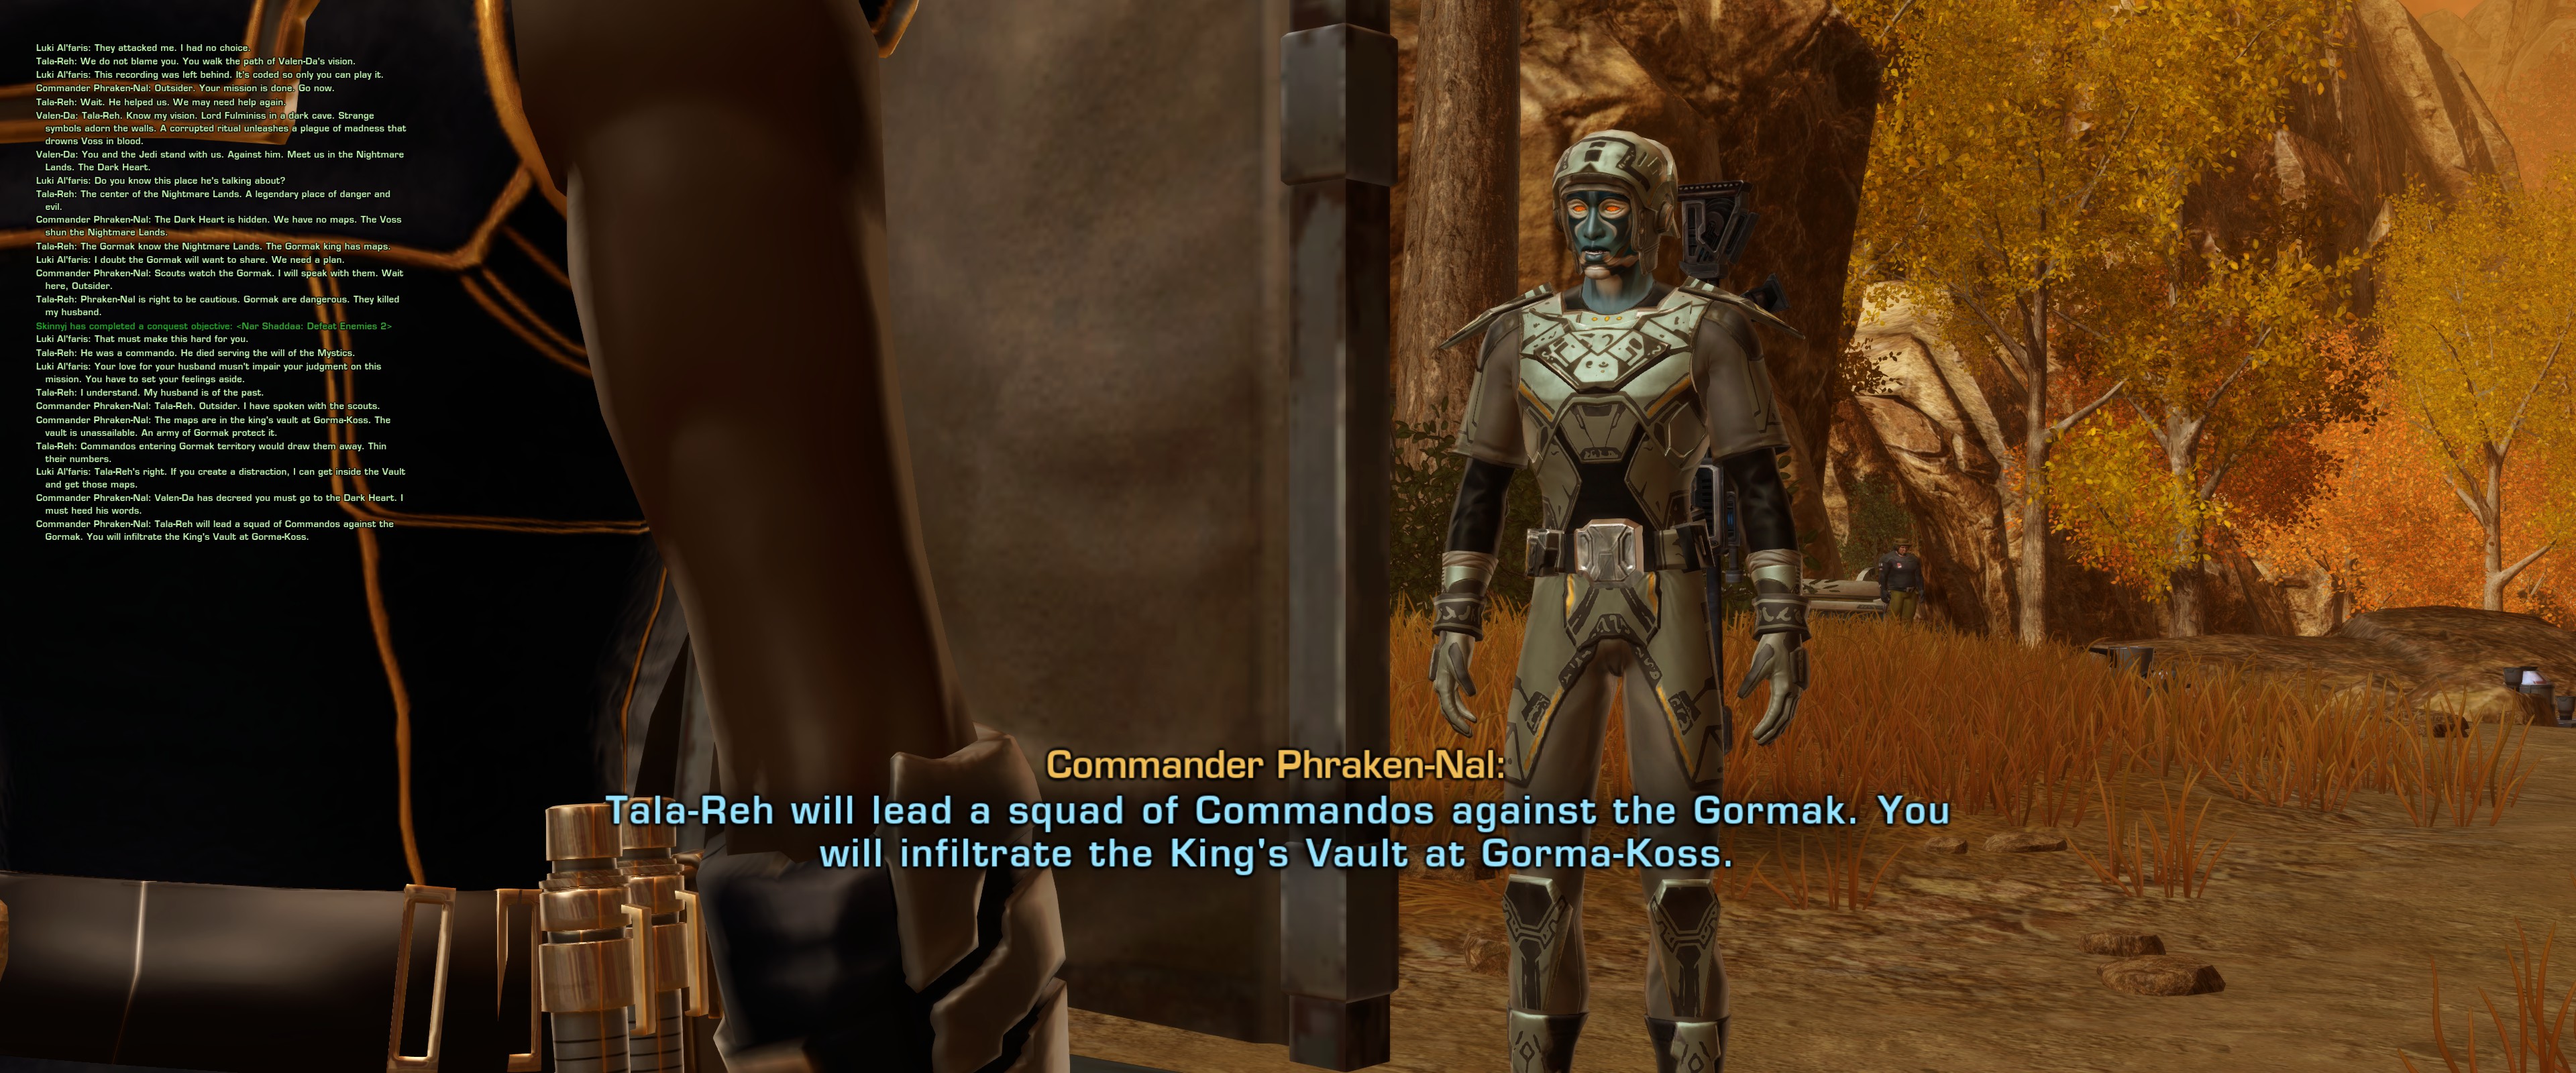 Luki Al'faris: They attacked me. I had no choice.
Tala-Reh: We do not blame you. You walk the path of Valen-Da's vision.
Luki Al'faris: This recording was left behind. It's coded so only you can play it.
Commander Phraken-Nal: Outsider. Your mission is done. Go now.
Tala-Reh: Wait. He helped us. We may need help again.
Valen-Da: Tala-Reh. Know my vision. Lord Fulminiss in a dark cave. Strange
symbols adorn the walls. A corrupted ritual unleashes a plague of madness that
drowns Voss in blood.
Valen-Da: You and the Jedi stand with us. Against him. Meet us in the Nightmare
Lands. The Dark Heart.
Luki Al'faris: Do you know this place he's talking about?
Tala-Reh: The center of the Nightmare Lands. A legendary place of danger and
evil.
Commander Phraken-Nal: The Dark Heart is hidden. We have no maps. The Voss
shun the Nightmare Lands.
Tala-Reh: The Gormak know the Nightmare Lands. The Gormak king has maps.
Luki Al'faris: I doubt the Gormak will want to share. We need a plan.
Commander Phraken-Nal: Scouts watch the Gormak. I will speak with them. Wait
here, Outsider.
Tala-Reh: Phraken-Nal is right to be cautious. Gormak are dangerous. They killed
my husband.
Skinnyj has completed a conquest objective: <Nar Shaddaa: Defeat Enemies 2>
Luki Al'faris: That must make this hard for you.
Tala-Reh: He was a commando. He died serving the will of the Mystics.
Luki Al'faris: Your love for your husband musn't impair your judgment on this
mission. You have to set your feelings aside.
Tala-Reh: I understand. My husband is of the past.
Commander Phraken-Nal: Tala-Reh. Outsider. I have spoken with the scouts.
Commander Phraken-Nal: The maps are in the king's vault at Gorma-Koss. The
vault is unassailable. An army of Gormak protect it.
Tala-Reh: Commandos entering Gormak territory would draw them away. Thin
their numbers.
Luki Al'faris: Tala-Reh's right. If you create a distraction, I can get inside the Vault
and get those maps.
Commander Phraken-Nal: Valen-Da has decreed you must go to the Dark Heart. I
must heed his words.
Commander Phraken-Nal: Tala-Reh will lead a squad of Commandos against the
Gormak. You will infiltrate the King's Vault at Gorma-Koss.
Commander Phraken-Nal:
Tala-Reh will lead a squad of Commandos against the Gormak. You
will infiltrate the King's Vault at Gorma-Koss.